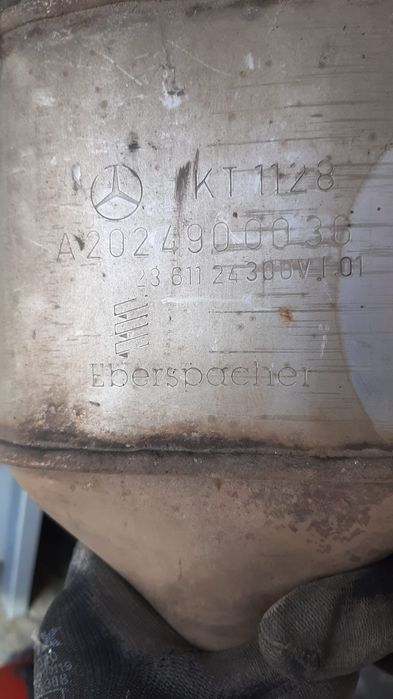 KT 1128
A 202 490 00 36
23 611 24 300 V I 01
Eberspächer